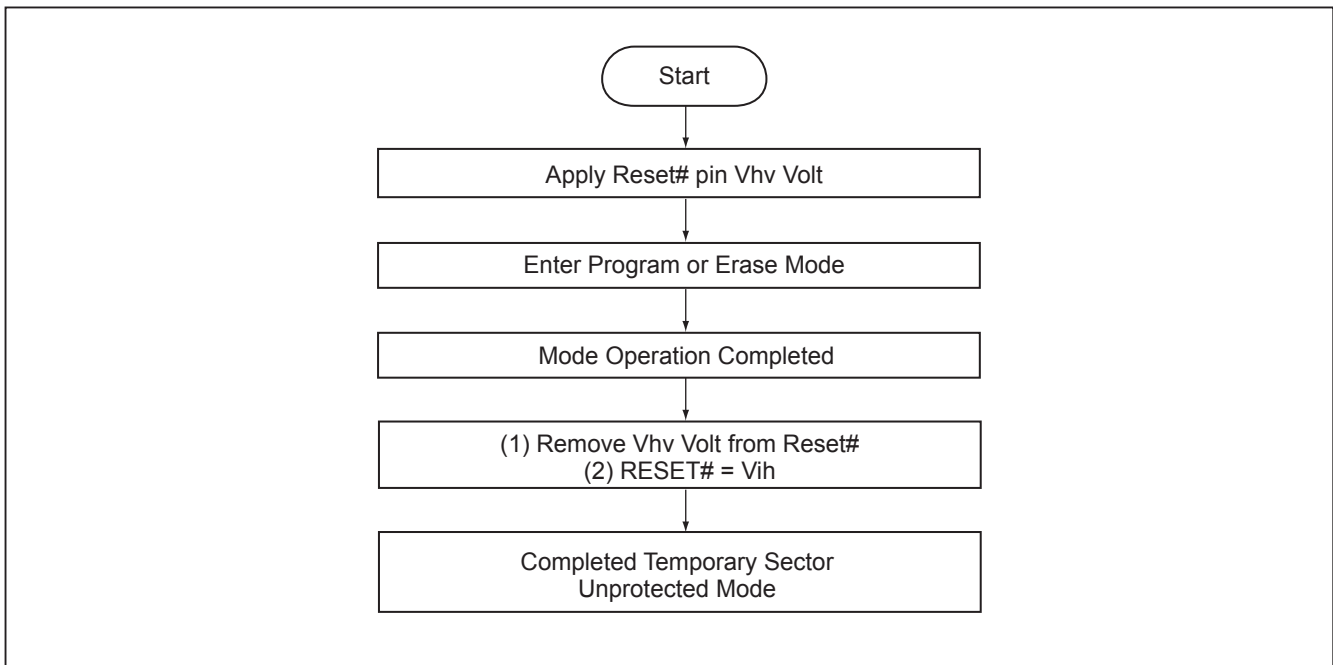 Start
Apply Reset# pin Vhv Volt
Enter Program or Erase Mode
Mode Operation Completed
(1) Remove Vhv Volt from Reset#
(2) RESET# = Vih
Completed Temporary Sector
Unprotected Mode